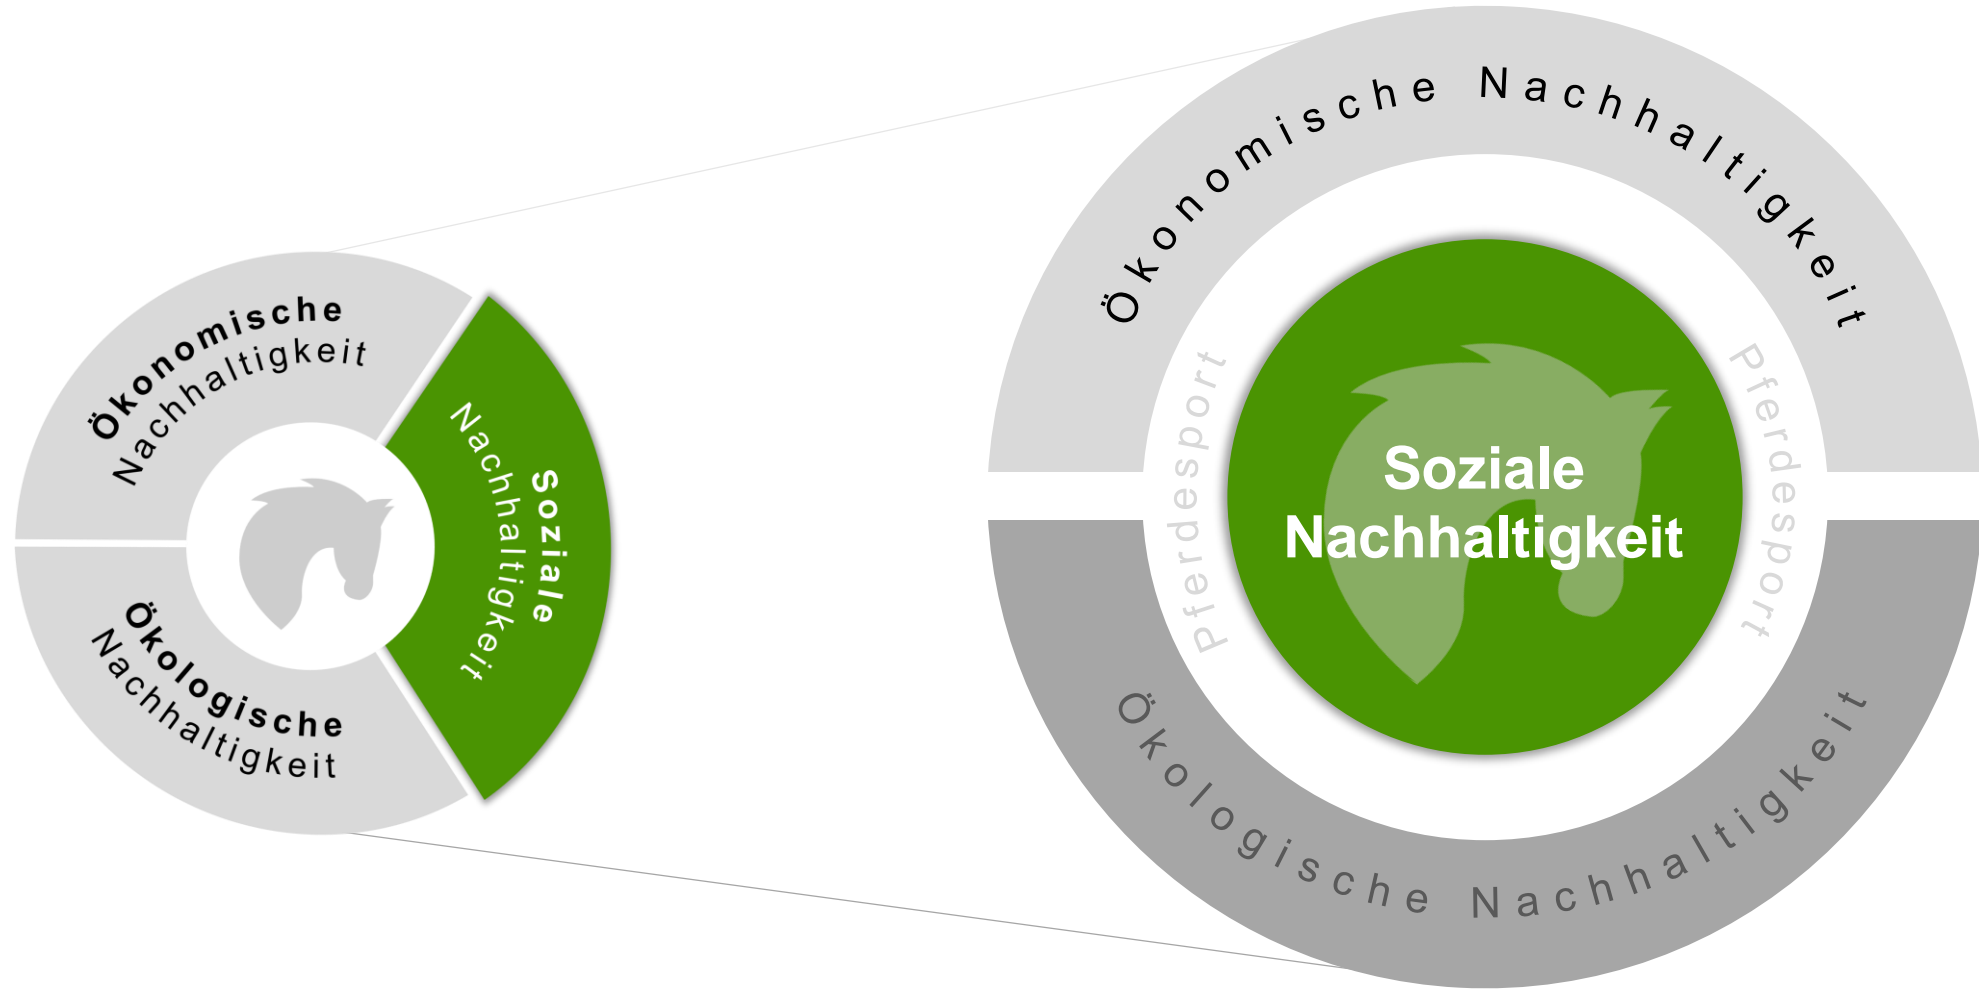 Ökonomische
Nachhaltigkeit
Soziale
Nachhaltigkeit
Ökologische
Nachhaltigkeit
Ökonomische Nachhaltigkeit
Pferdesport
Soziale
Nachhaltigkeit
Pferdesport
Ökologische Nachhaltigkeit